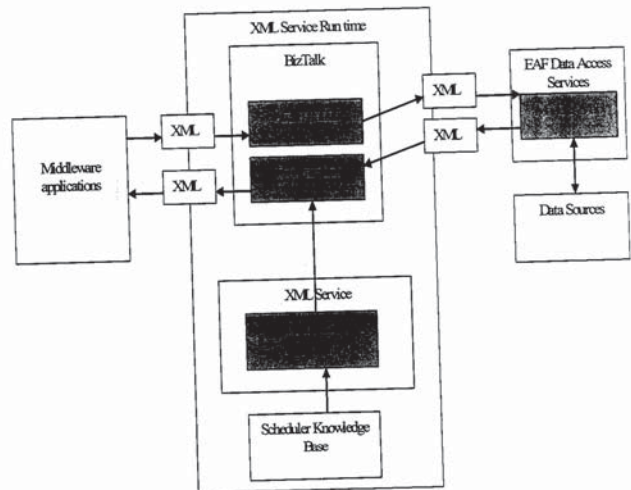 XML Service Run time
BizTalk
EAF Data Access
Services
XML
XML
XML
XML
Middleware
applications
Data Sources
XML Service
Scheduler Knowledge
Base